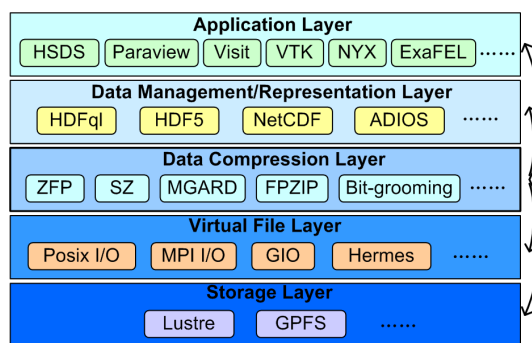 Application Layer
HSDS Paraview Visit VTK NYX ExaFEL ······
Data Management/Representation Layer
HDFql HDF5 NetCDF ADIOS ······
Data Compression Layer
ZFP SZ MGARD FPZIP Bit-grooming ······
Virtual File Layer
Posix I/O MPI I/O GIO Hermes ······
Storage Layer
Lustre GPFS ······